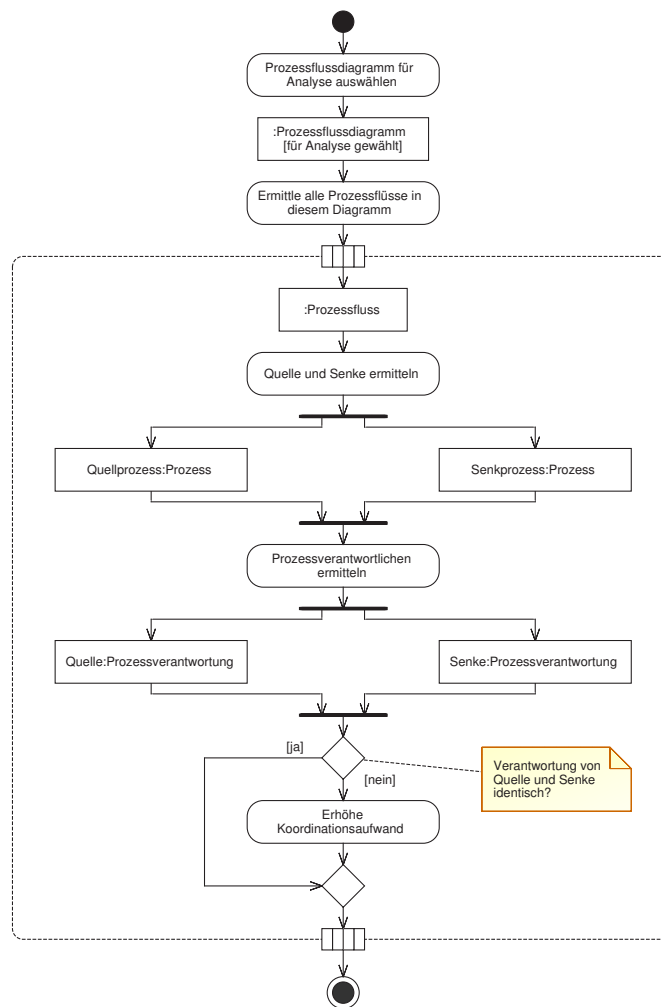 Prozessflussdiagramm für
Analyse auswählen
:Prozessflussdiagramm
[für Analyse gewählt]
Ermittle alle Prozessflüsse in
diesem Diagramm
:Prozessfluss
Quelle und Senke ermitteln
Quellprozess:Prozess
Senkprozess:Prozess
Prozessverantwortlichen
ermitteln
Quelle:Prozessverantwortung
Senke:Prozessverantwortung
[ja]
[nein]
Verantwortung von
Quelle und Senke
identisch?
Erhöhe
Koordinationsaufwand